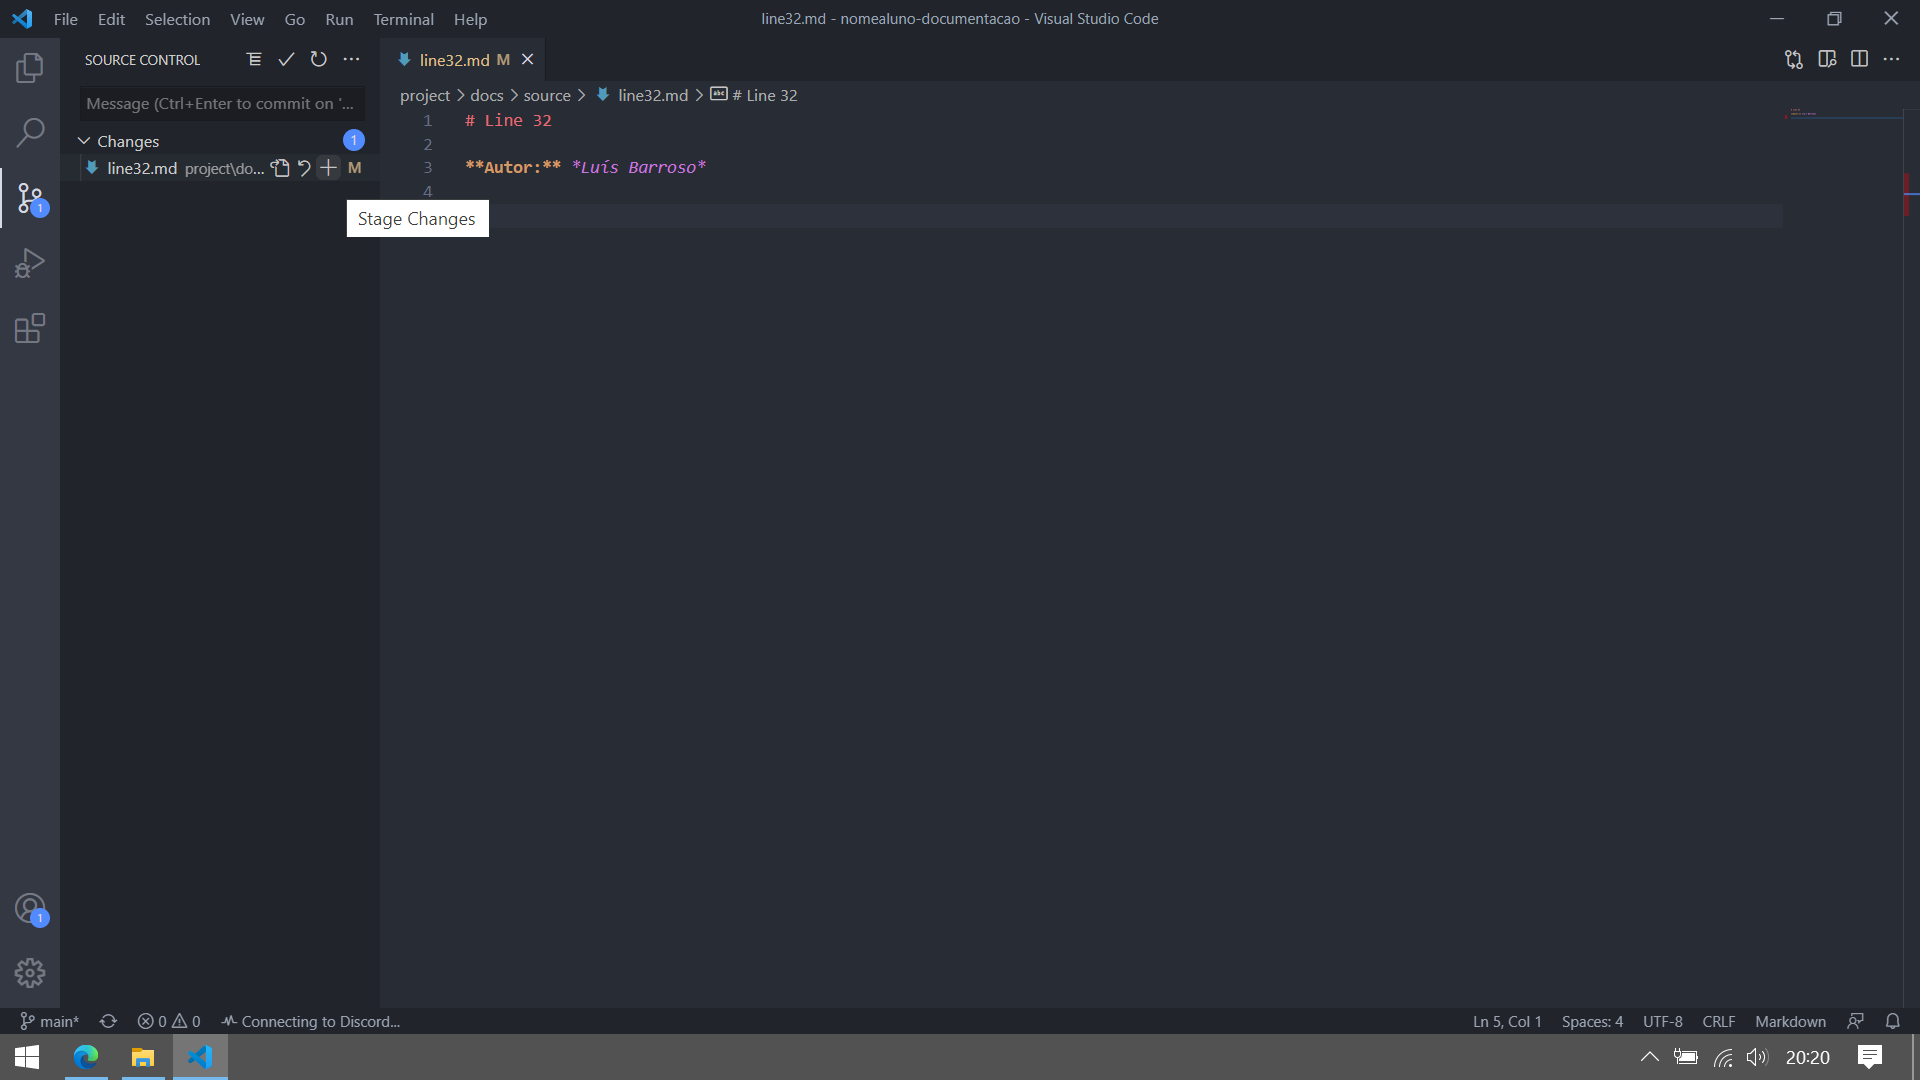 File Edit Selection View Go Run Terminal Help
line32.md - nomealuno-documentacao - Visual Studio Code
SOURCE CONTROL
line32.md M
Message (Ctrl+Enter to commit on '...
project > docs > source > line32.md > # Line 32
Changes 1
line32.md project\do... M
1 # Line 32
2
3 **Autor:** *Luís Barroso*
4
Stage Changes
1
1
main* 0 0 Connecting to Discord...
Ln 5, Col 1 Spaces: 4 UTF-8 CRLF Markdown
20:20